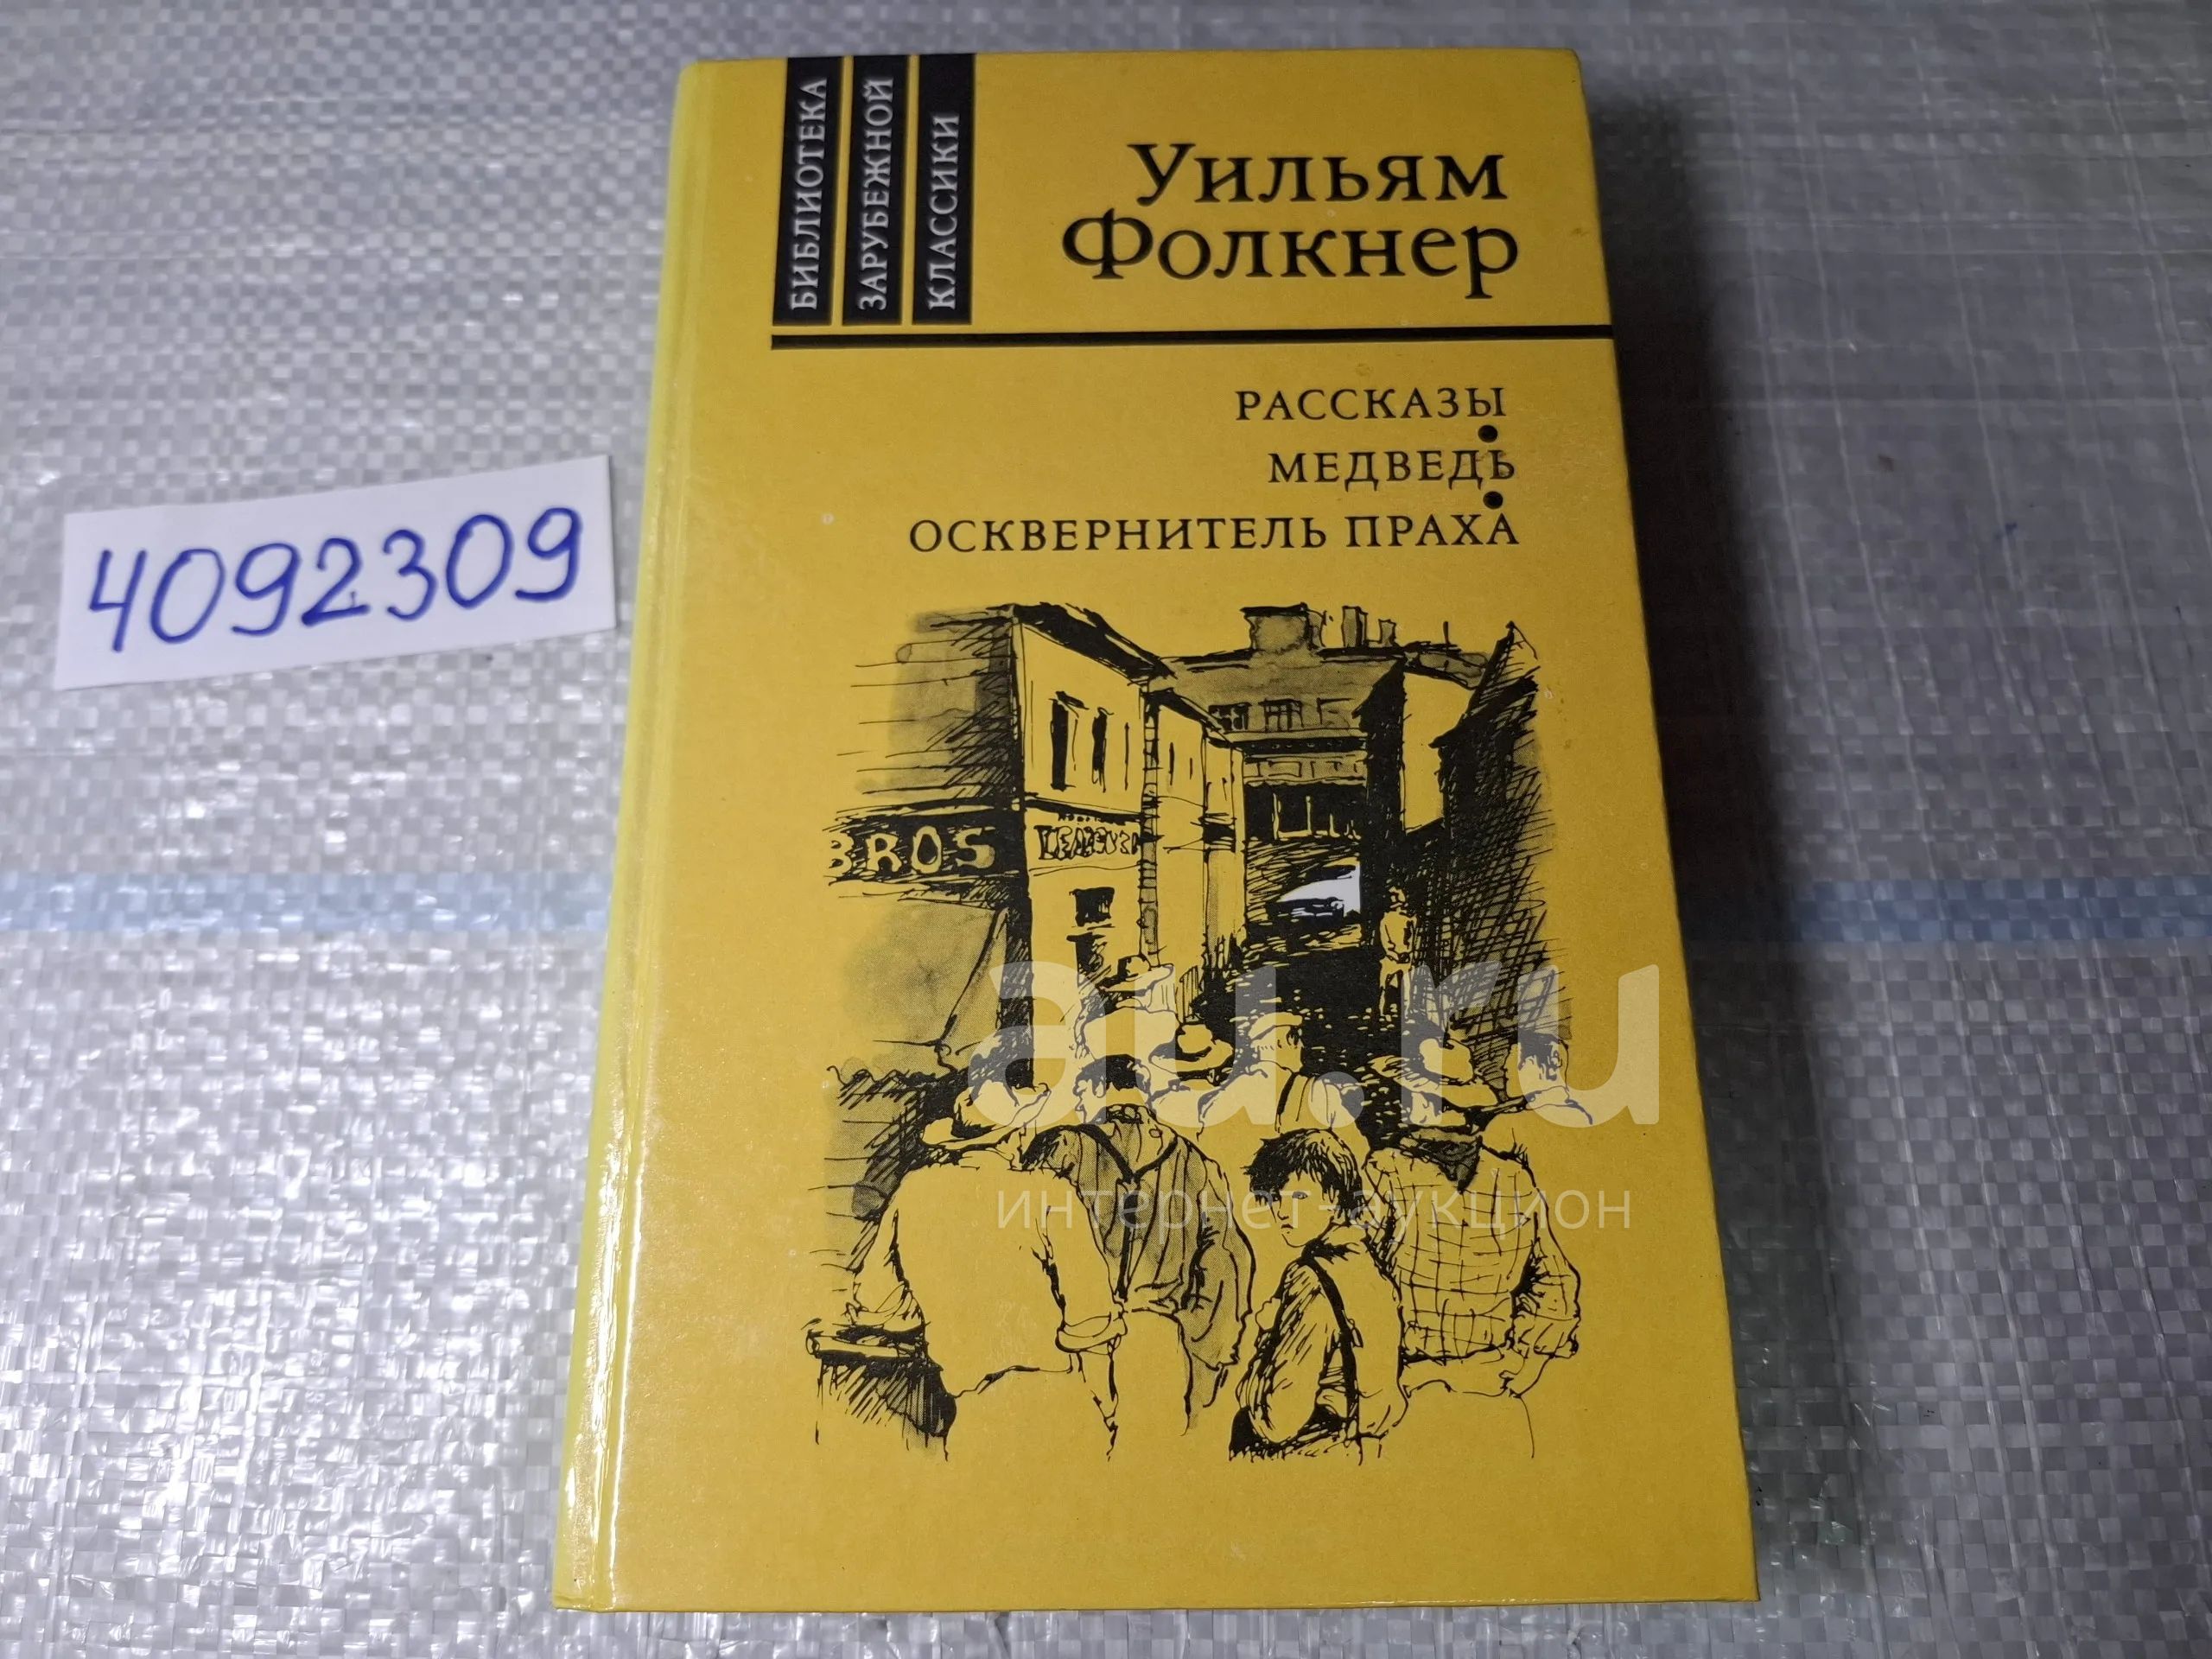 БИБЛИОТЕКА
ЗАРУБЕЖНОЙ
КЛАССИКИ
Уильям
Фолкнер
РАССКАЗЫ
•
МЕДВЕДЬ
•
ОСКВЕРНИТЕЛЬ ПРАХА
4092309
BROS
au.ru
интернет-аукцион